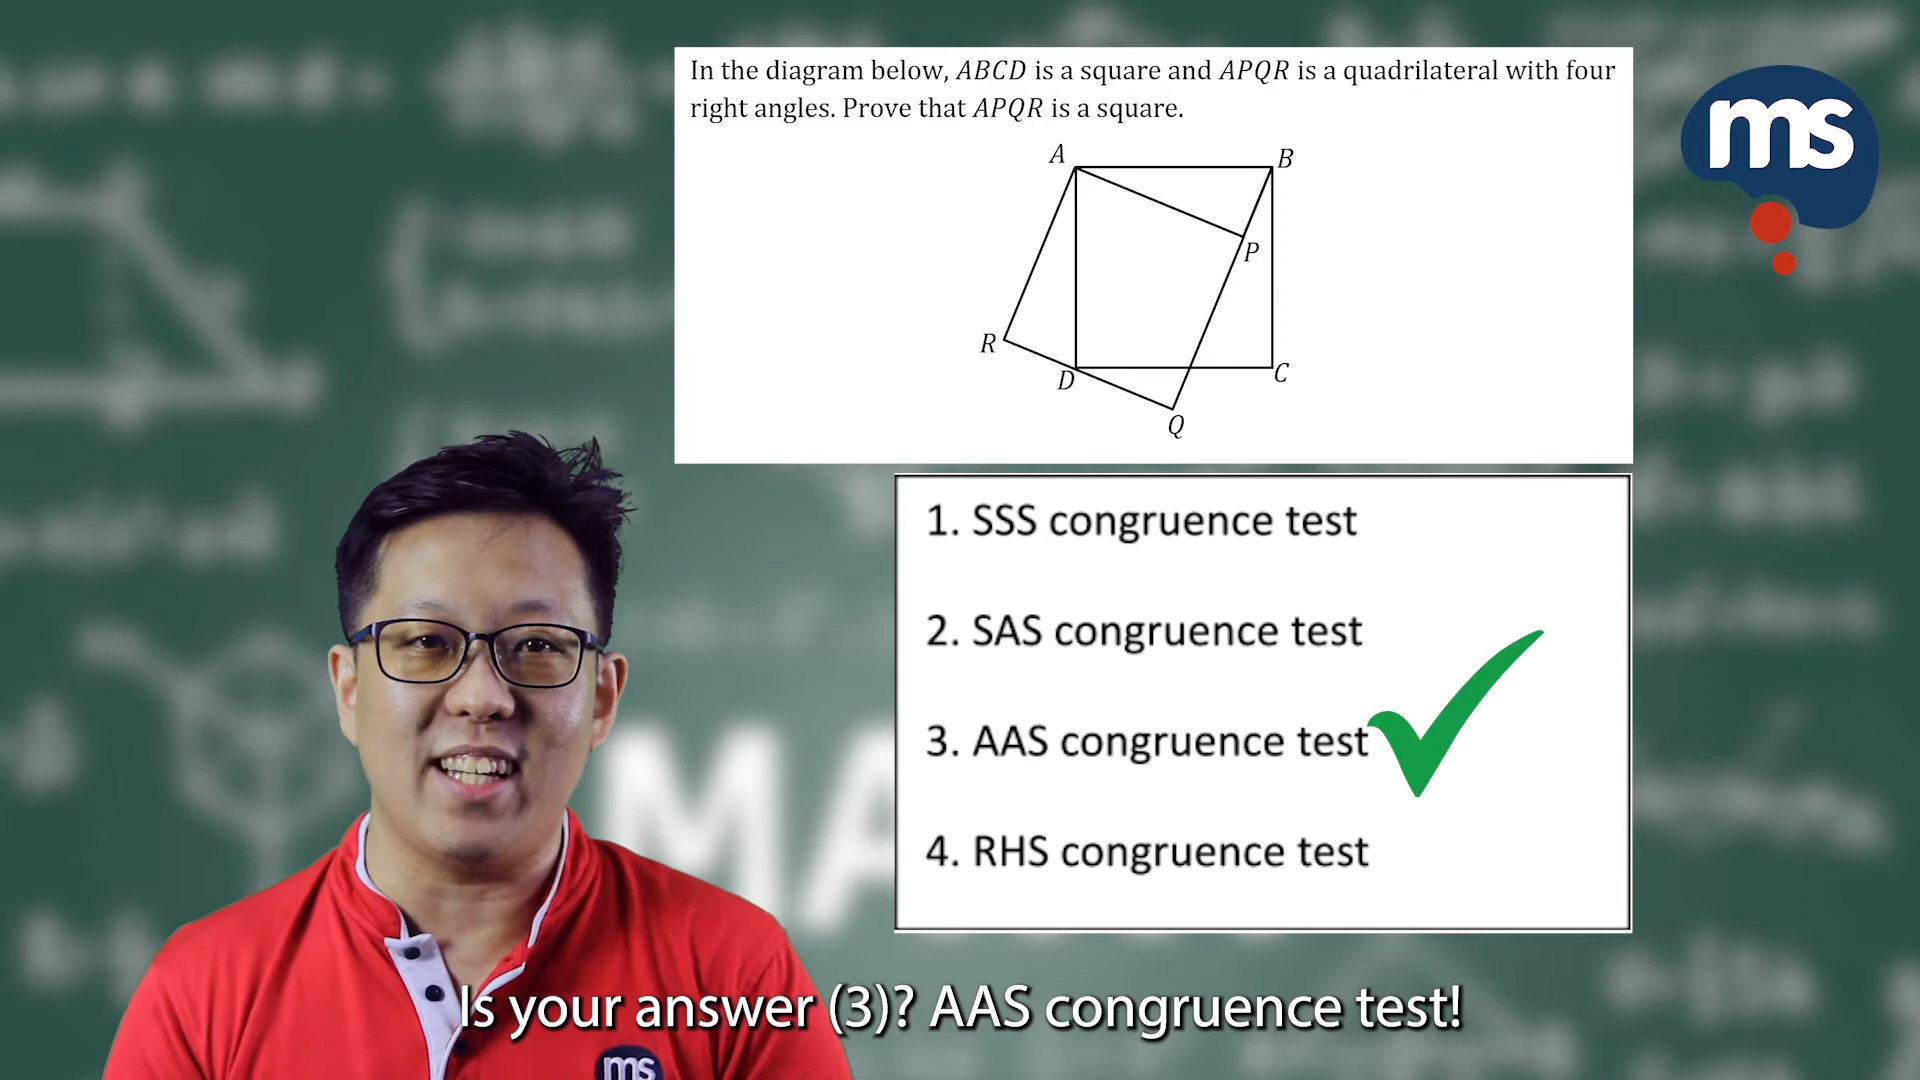 In the diagram below, ABCD is a square and APQR is a quadrilateral with four
right angles. Prove that APQR is a square.
A
B
P
R
D
C
Q
ms
1. SSS congruence test
2. SAS congruence test
3. AAS congruence test
4. RHS congruence test
MA
Is your answer (3)? AAS congruence test!
ms